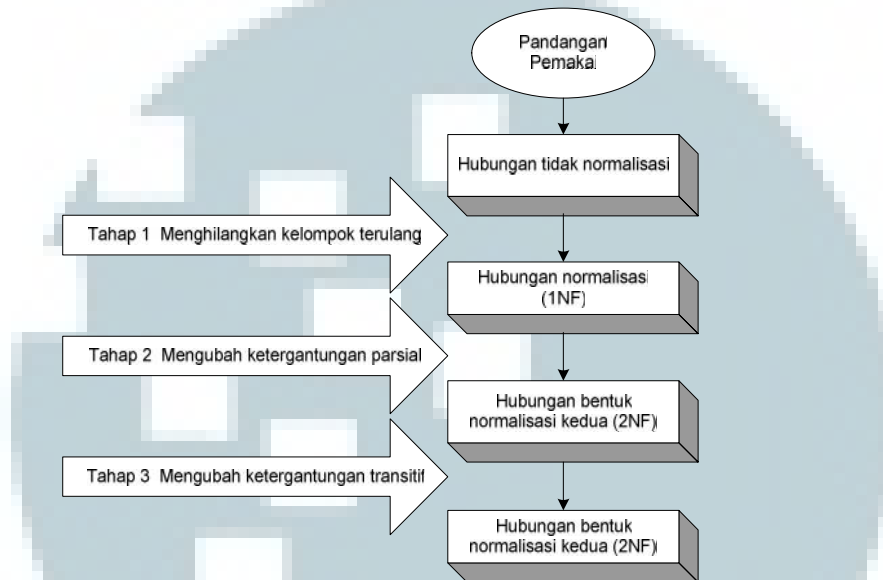 Pandangan
Pemakai
Hubungan tidak normalisasi
Tahap 1 Menghilangkan kelompok terulang
Hubungan normalisasi
(1NF)
Tahap 2 Mengubah ketergantungan parsial
Hubungan bentuk
normalisasi kedua (2NF)
Tahap 3 Mengubah ketergantungan transitif
Hubungan bentuk
normalisasi kedua (2NF)